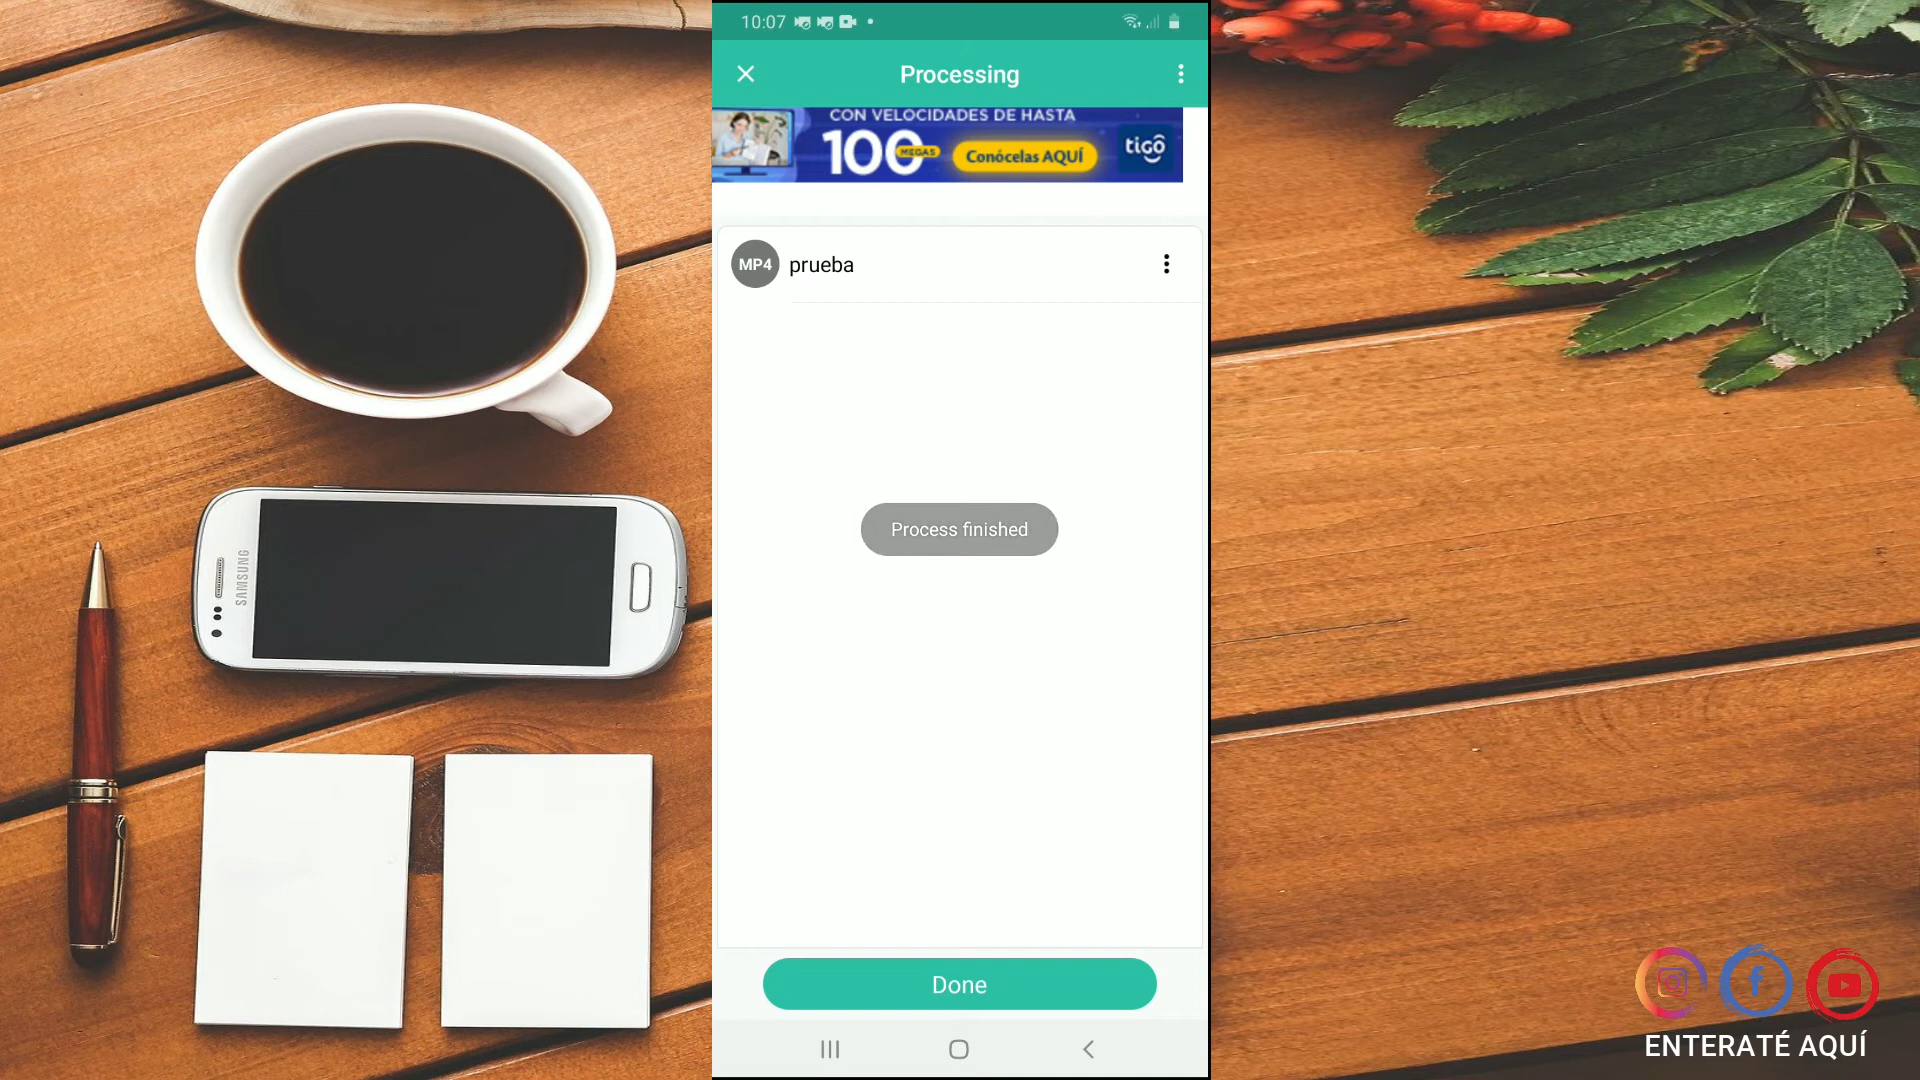 10:07
Processing
CON VELOCIDADES DE HASTA
100 MEGAS
Conócelas AQUÍ
tigo
MP4 prueba
SAMSUNG
Process finished
Done
ENTERATÉ AQUÍ